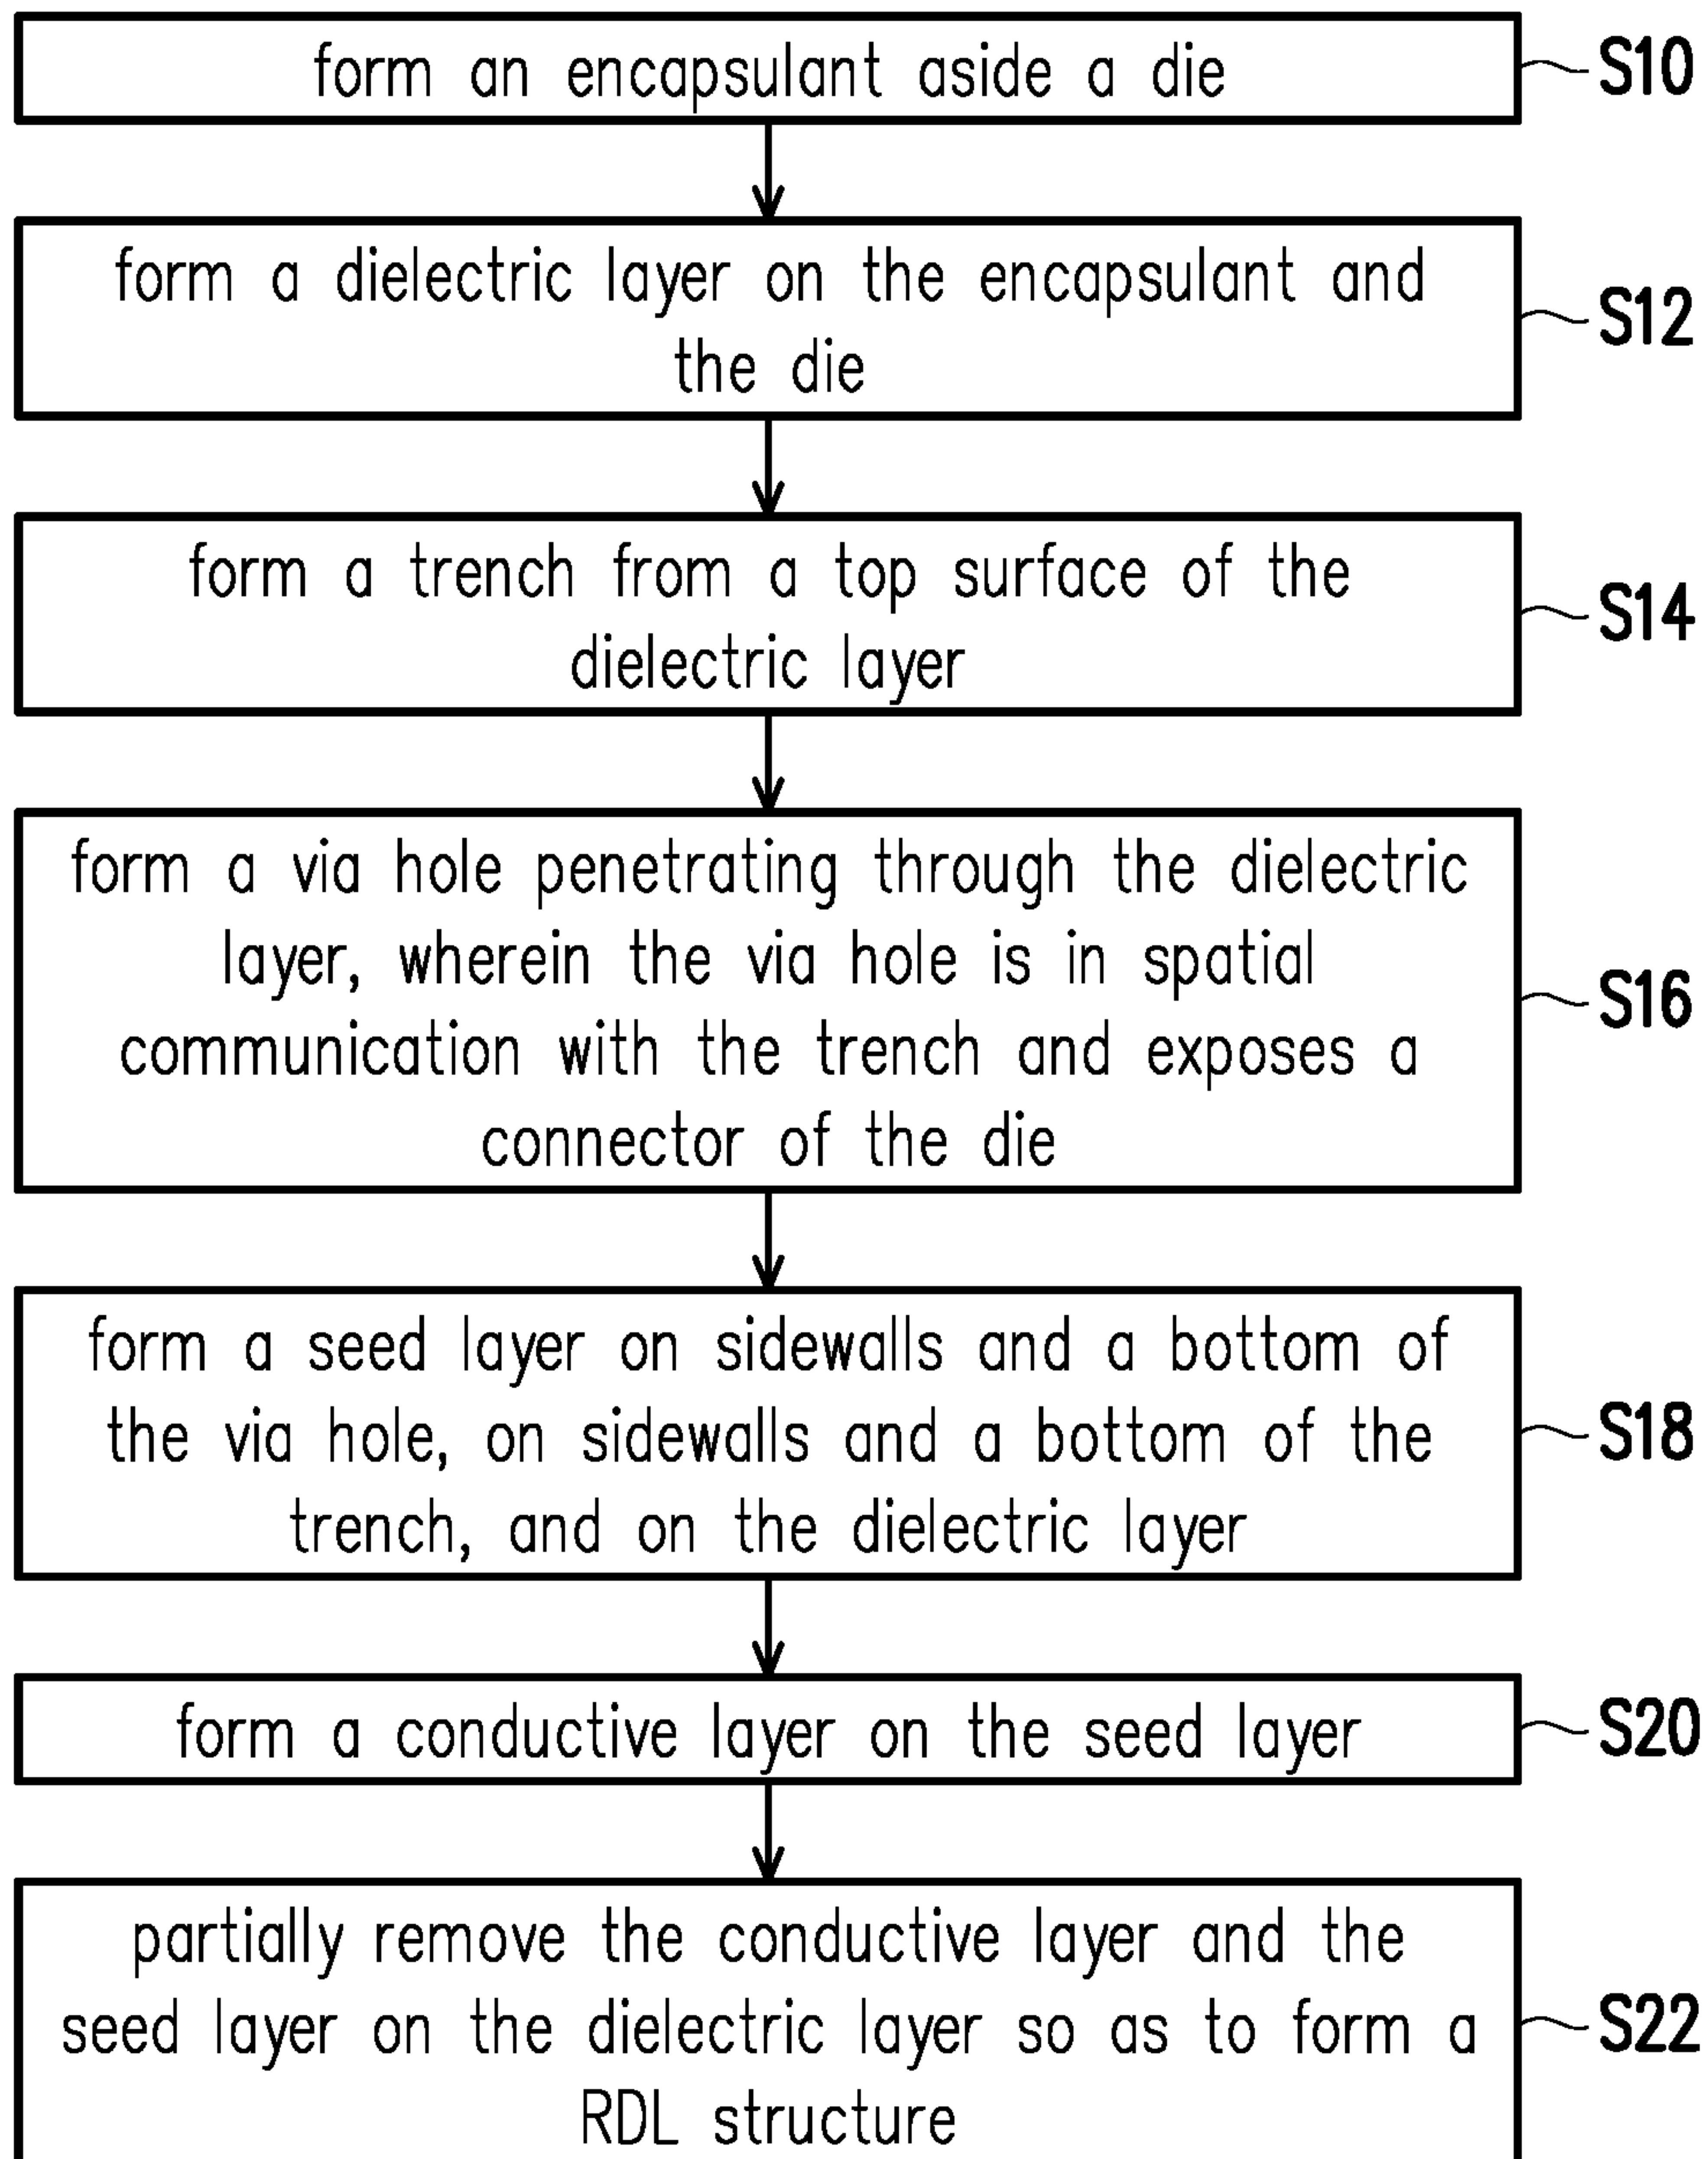 form an encapsulant aside a die
S10
form a dielectric layer on the encapsulant and
the die
S12
form a trench from a top surface of the
dielectric layer
S14
form a via hole penetrating through the dielectric
layer, wherein the via hole is in spatial
communication with the trench and exposes a
connector of the die
S16
form a seed layer on sidewalls and a bottom of
the via hole, on sidewalls and a bottom of the
trench, and on the dielectric layer
S18
form a conductive layer on the seed layer
S20
partially remove the conductive layer and the
seed layer on the dielectric layer so as to form a
RDL structure
S22